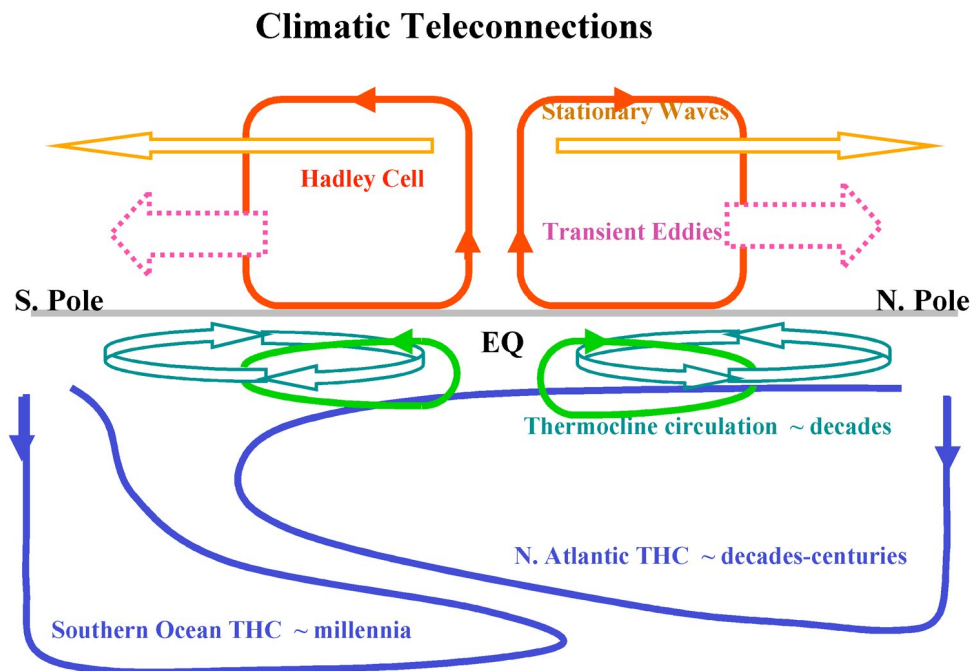 Climatic Teleconnections
Stationary Waves
Hadley Cell
Transient Eddies
S. Pole
N. Pole
EQ
Thermocline circulation ~ decades
N. Atlantic THC ~ decades-centuries
Southern Ocean THC ~ millennia